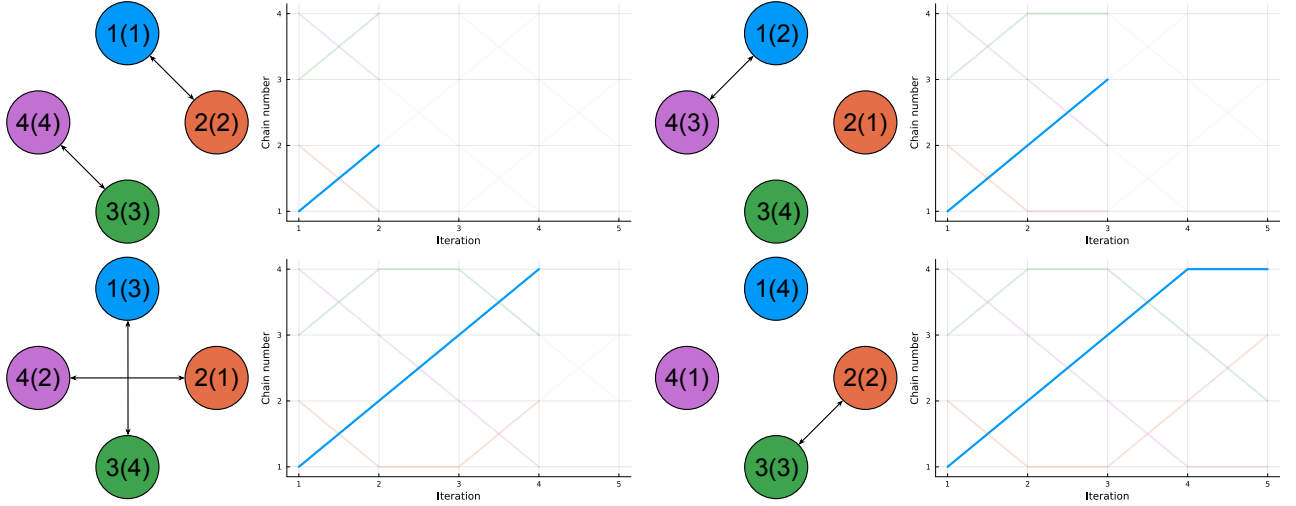 1(1)
4(4)
2(2)
3(3)
Chain number
4
3
2
1
1 2 3 4 5
Iteration
1(2)
4(3)
2(1)
3(4)
Chain number
4
3
2
1
1 2 3 4 5
Iteration
1(3)
4(2)
2(1)
3(4)
Chain number
4
3
2
1
1 2 3 4 5
Iteration
1(4)
4(1)
2(2)
3(3)
Chain number
4
3
2
1
1 2 3 4 5
Iteration